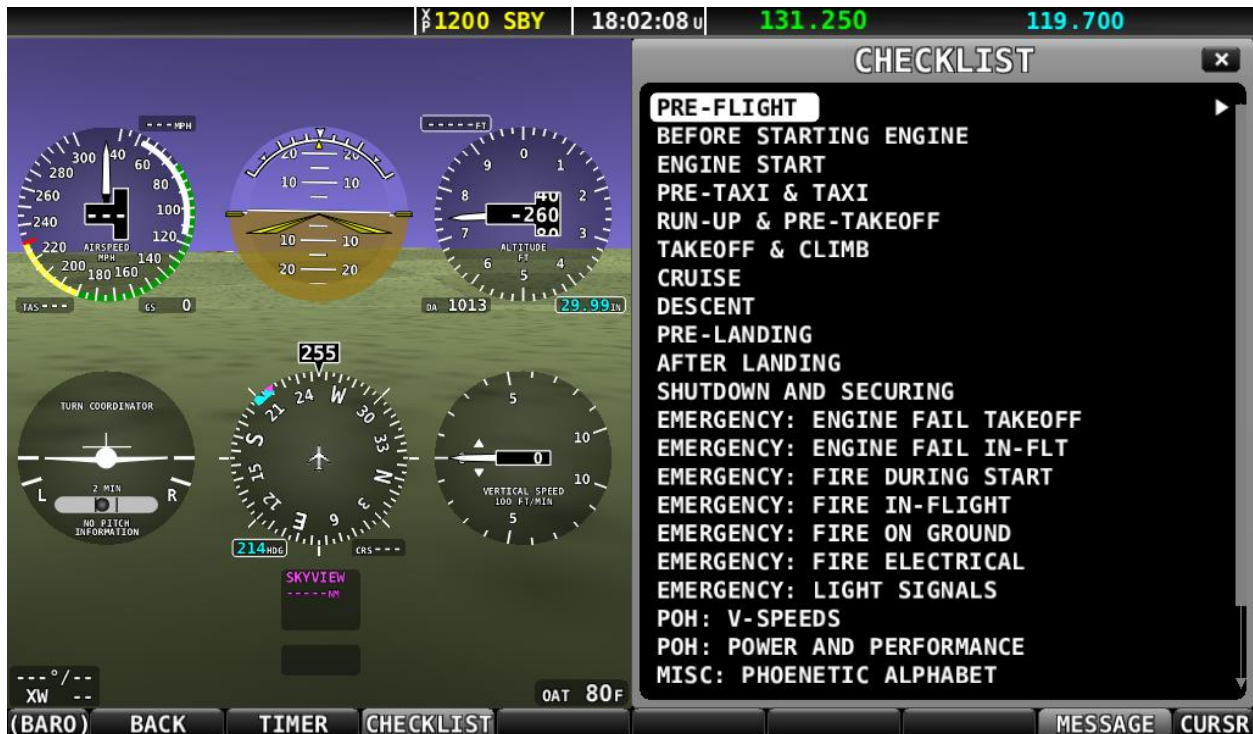 XP 1200 SBY 18:02:08 U 131.250 119.700
CHECKLIST
PRE-FLIGHT
BEFORE STARTING ENGINE
ENGINE START
PRE-TAXI & TAXI
RUN-UP & PRE-TAKEOFF
TAKEOFF & CLIMB
CRUISE
DESCENT
PRE-LANDING
AFTER LANDING
SHUTDOWN AND SECURING
EMERGENCY: ENGINE FAIL TAKEOFF
EMERGENCY: ENGINE FAIL IN-FLT
EMERGENCY: FIRE DURING START
EMERGENCY: FIRE IN-FLIGHT
EMERGENCY: FIRE ON GROUND
EMERGENCY: FIRE ELECTRICAL
EMERGENCY: LIGHT SIGNALS
POH: V-SPEEDS
POH: POWER AND PERFORMANCE
MISC: PHOENETIC ALPHABET
---MPH
300 40 60
280 80
260 100
240 120
220 140
200 180 160
AIRSPEED
MPH
TAS---
GS 0
20 20
10 10
10 10
20 20
-----FT
9 0 1
8 2
7 3
6 5 4
40
-260
80
ALTITUDE
FT
DA 1013
29.99IN
TURN COORDINATOR
L R
2 MIN
NO PITCH
INFORMATION
255
21 24 W 30
S 33
15 N
12 E 6 3
214HDG
CRS---
SKYVIEW
-----NM
5
10
0
10
VERTICAL SPEED
100 FT/MIN
5
---°/--
XW --
OAT 80F
(BARO) BACK TIMER CHECKLIST MESSAGE CURSR